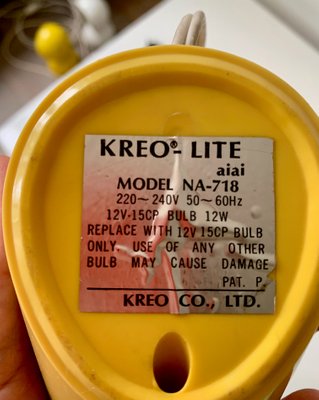 KREO®- LITE
aiai
MODEL NA-718
220~240V 50~60Hz
12V-15CP BULB 12W
REPLACE WITH 12V 15CP BULB
ONLY. USE OF ANY OTHER
BULB MAY CAUSE DAMAGE
PAT. P.
KREO CO., LTD.